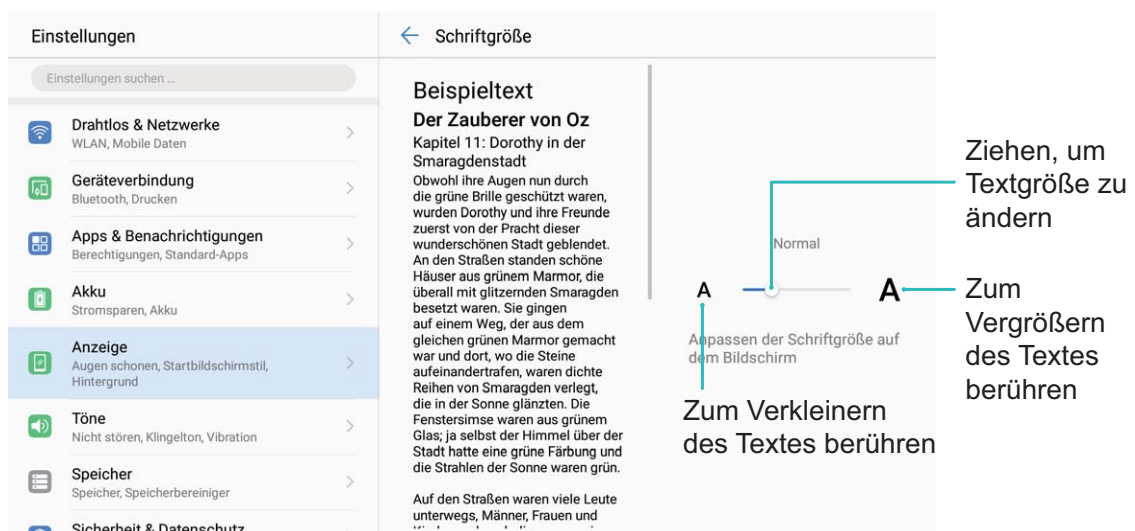 Einstellungen
Einstellungen suchen ...
Drahtlos & Netzwerke
WLAN, Mobile Daten
Geräteverbindung
Bluetooth, Drucken
Apps & Benachrichtigungen
Berechtigungen, Standard-Apps
Akku
Stromsparen, Akku
Anzeige
Augen schonen, Startbildschirmstil,
Hintergrund
Töne
Nicht stören, Klingelton, Vibration
Speicher
Speicher, Speicherbereiniger
Sicherheit & Datenschutz
Schriftgröße
Beispieltext
Der Zauberer von Oz
Kapitel 11: Dorothy in der
Smaragdenstadt
Obwohl ihre Augen nun durch
die grüne Brille geschützt waren,
wurden Dorothy und ihre Freunde
zuerst von der Pracht dieser
wunderschönen Stadt geblendet.
An den Straßen standen schöne
Häuser aus grünem Marmor, die
überall mit glitzernden Smaragden
besetzt waren. Sie gingen
auf einem Weg, der aus dem
gleichen grünen Marmor gemacht
war und dort, wo die Steine
aufeinandertrafen, waren dichte
Reihen von Smaragden verlegt,
die in der Sonne glänzten. Die
Fenstersimse waren aus grünem
Glas; ja selbst der Himmel über der
Stadt hatte eine grüne Färbung und
die Strahlen der Sonne waren grün.
Auf den Straßen waren viele Leute
unterwegs, Männer, Frauen und
Normal
A
A
Anpassen der Schriftgröße auf
dem Bildschirm
Zum Verkleinern
des Textes berühren
Ziehen, um
Textgröße zu
ändern
Zum
Vergrößern
des Textes
berühren